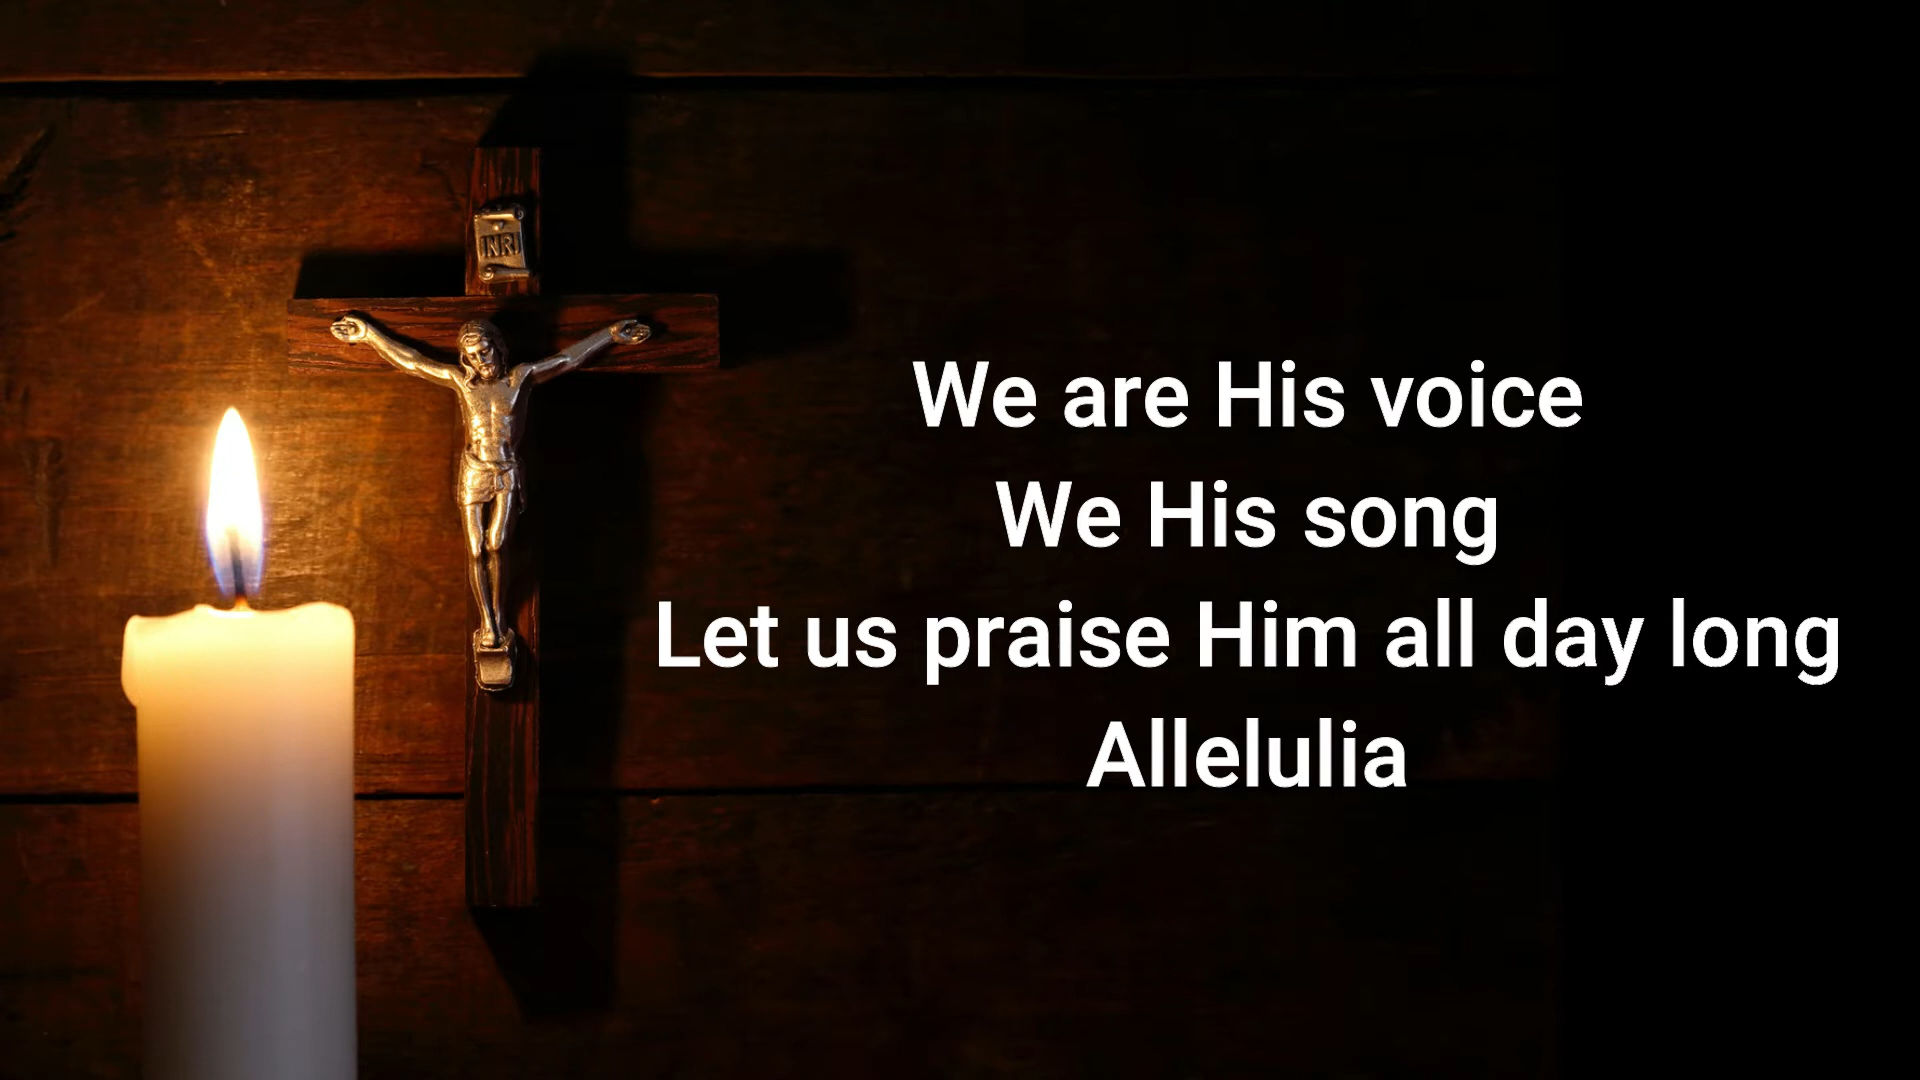 INRI
We are His voice
We His song
Let us praise Him all day long
Allelulia